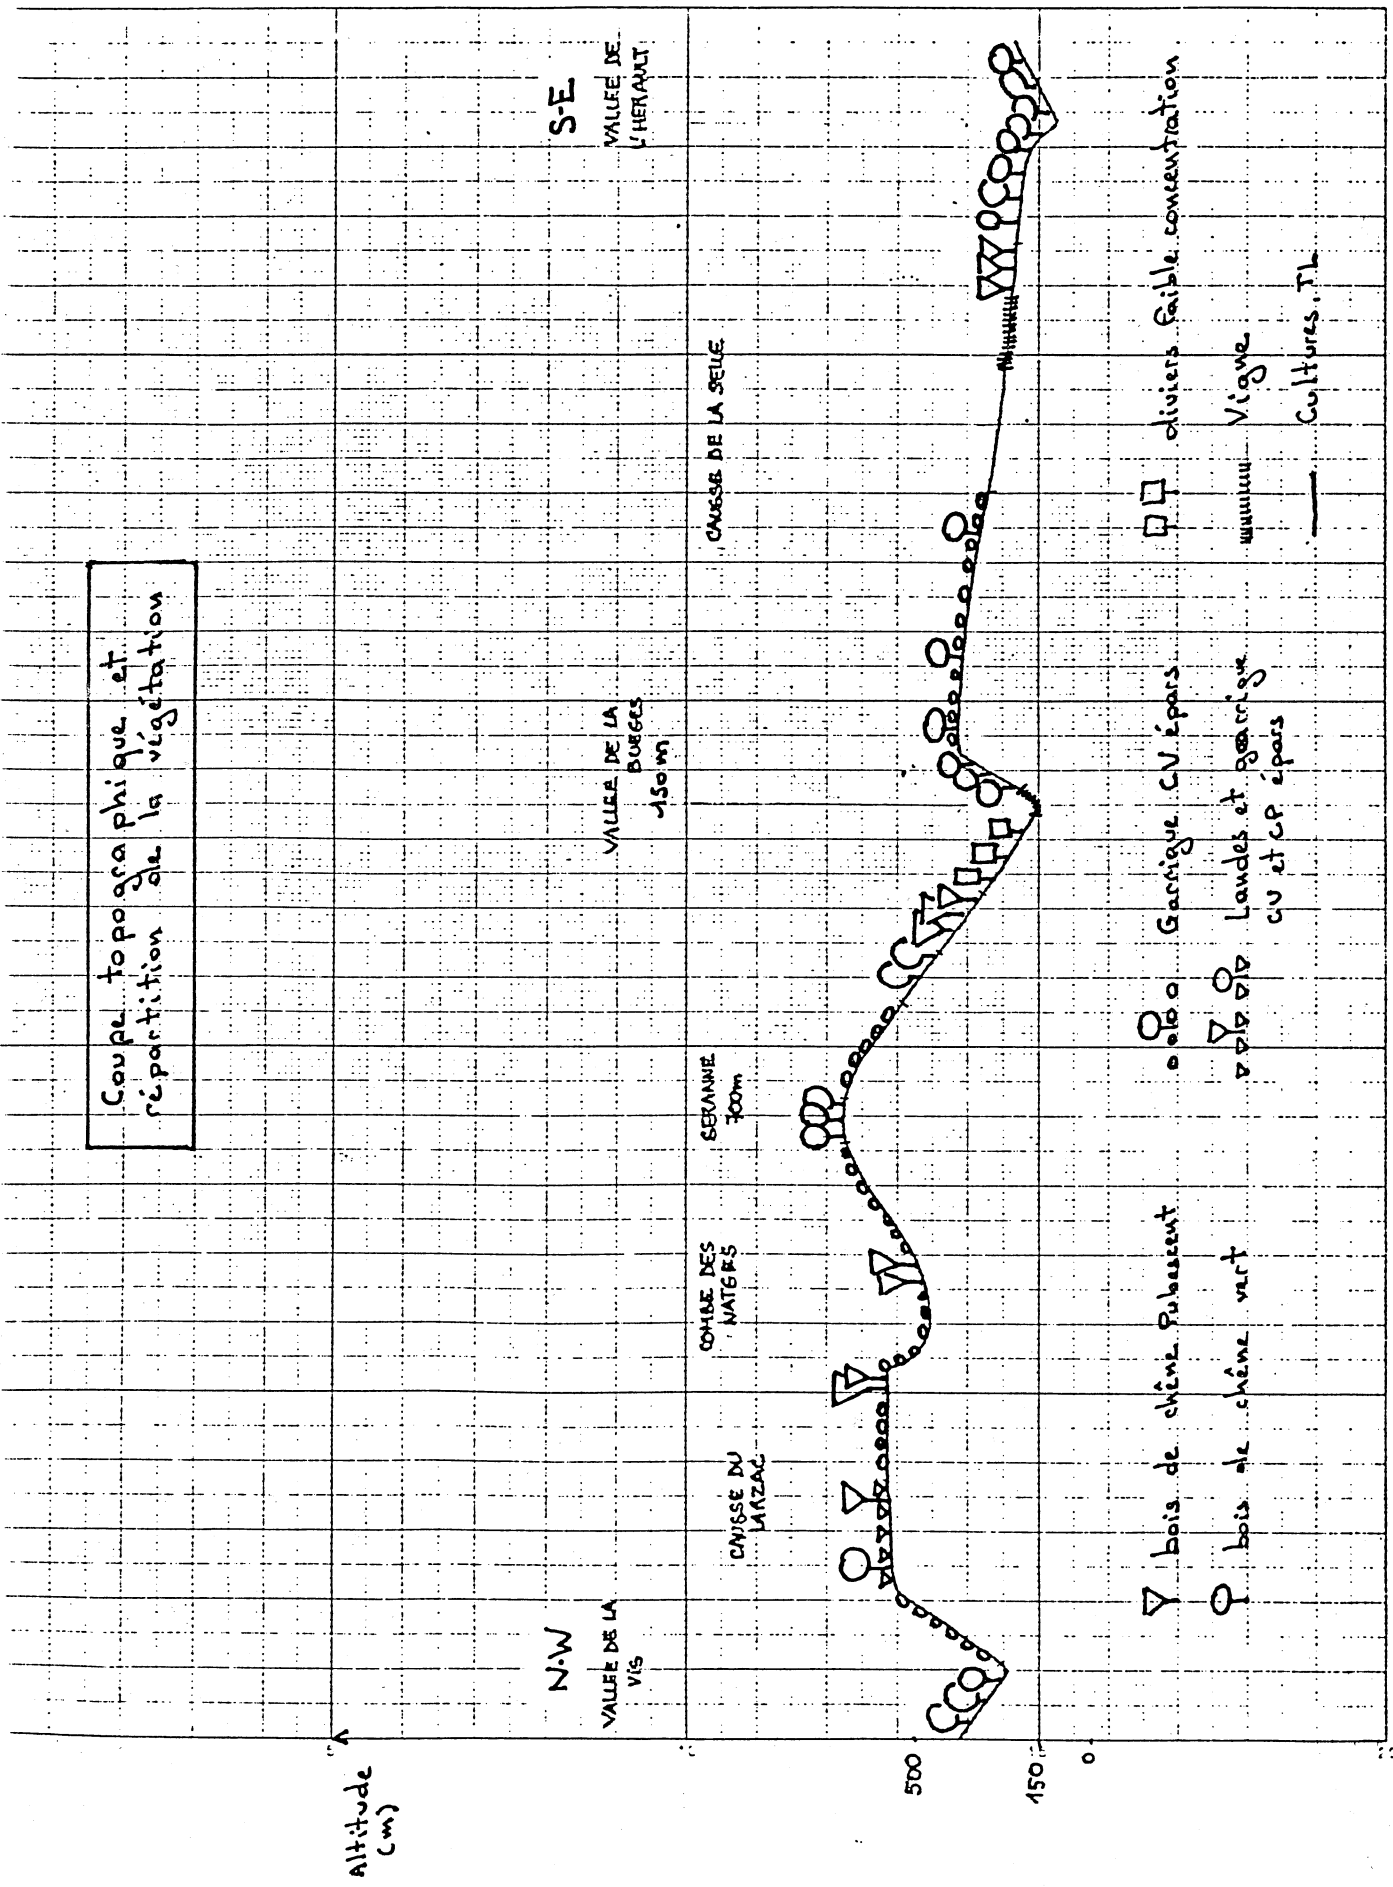 Coupe topographique et
répartition de la végétation
Altitude
(m)
N.W
S-E
VALLEE DE LA
VIS
CAUSSE DU
LARZAC
COMBE DES
NATGES
SERANNE
700m
VALLEE DE LA
BUEGES
150m
CAUSSE DE LA SELLE
VALLEE DE
L'HERAULT
500
150
0
bois de chêne Pubescent
bois de chêne vert
Garrigue CV épars
Landes et garrigue
CV et CP épars
oliviers faible concentration
Vigne
Cultures, TL